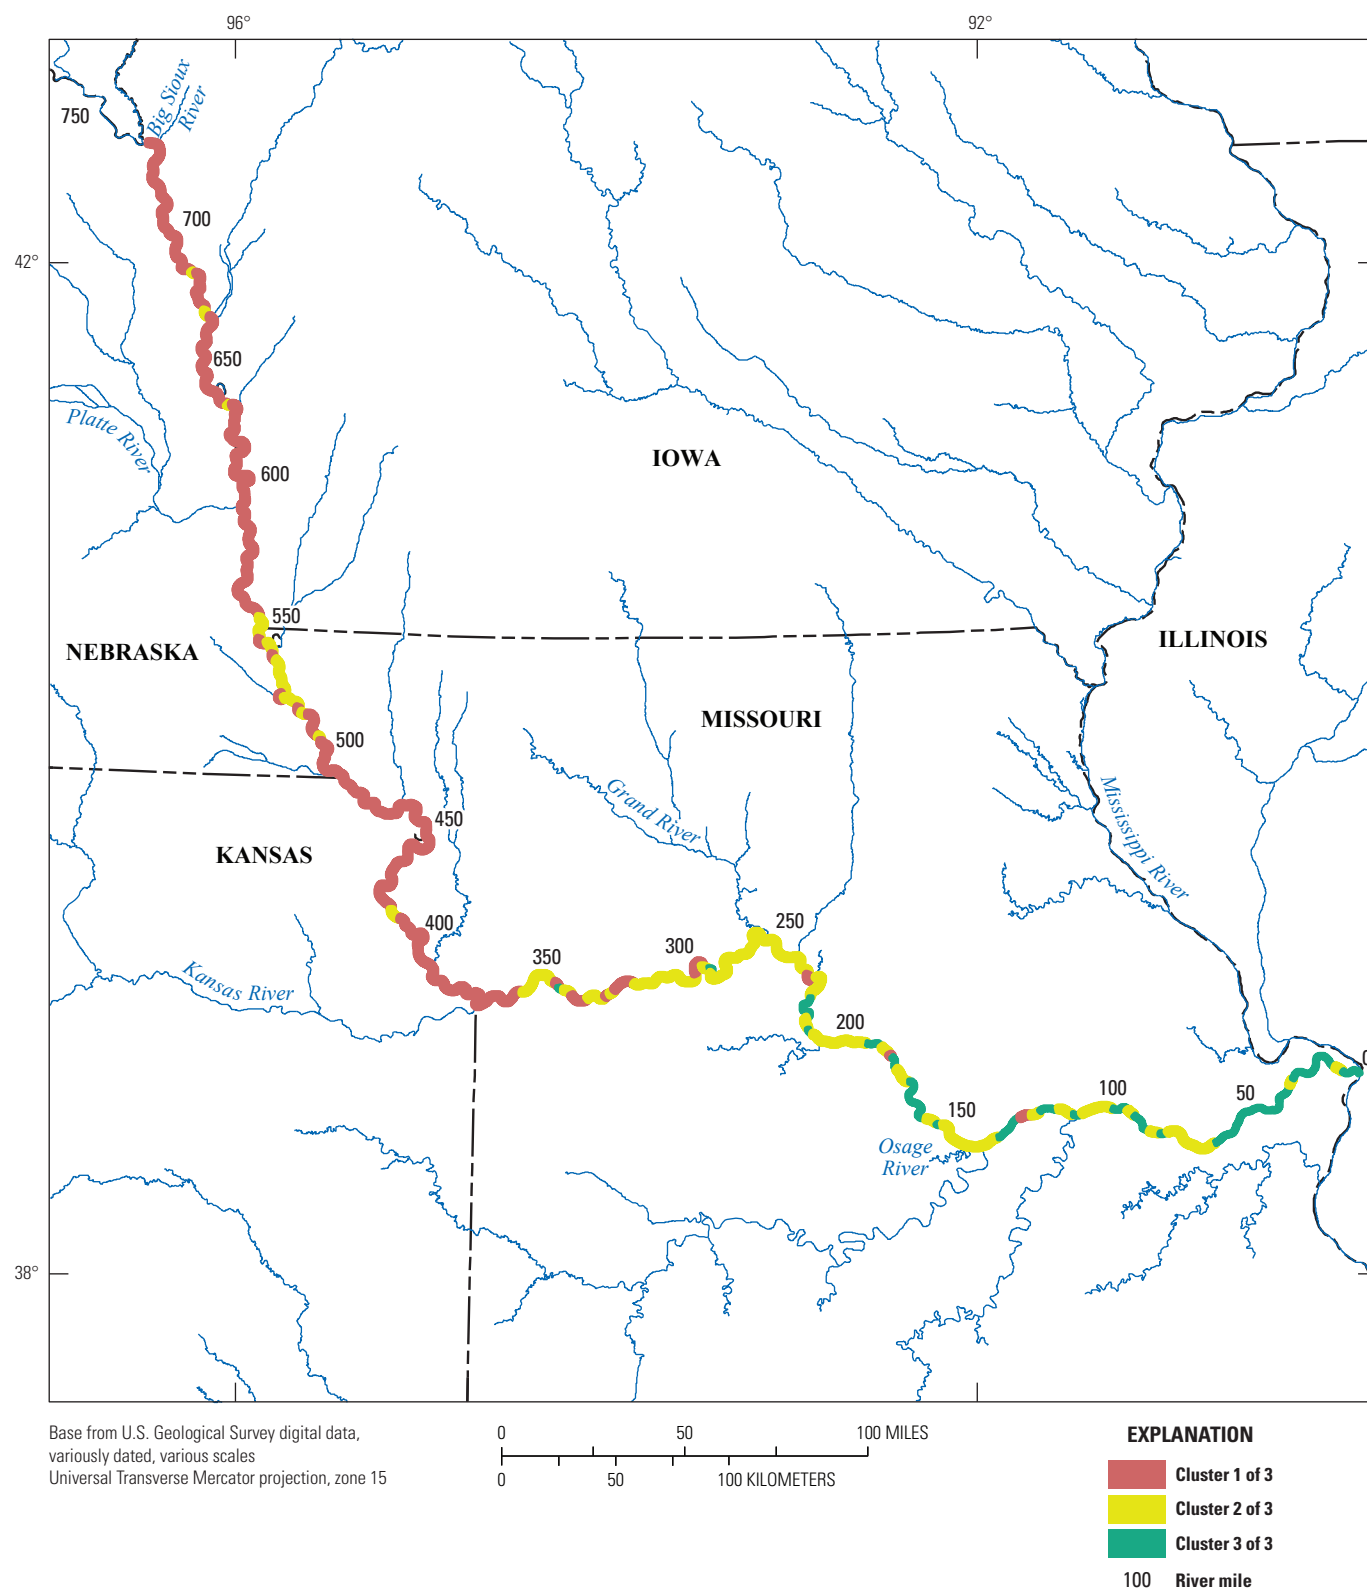 96°
92°
750
Big Sioux
River
700
42°
650
Platte River
IOWA
600
550
NEBRASKA
ILLINOIS
MISSOURI
500
Grand River
Mississippi River
450
KANSAS
400
250
300
350
Kansas River
200
0
50
100
150
Osage
River
38°
Base from U.S. Geological Survey digital data,
variously dated, various scales
Universal Transverse Mercator projection, zone 15
0 50 100 MILES
0 50 100 KILOMETERS
EXPLANATION
Cluster 1 of 3
Cluster 2 of 3
Cluster 3 of 3
100 River mile